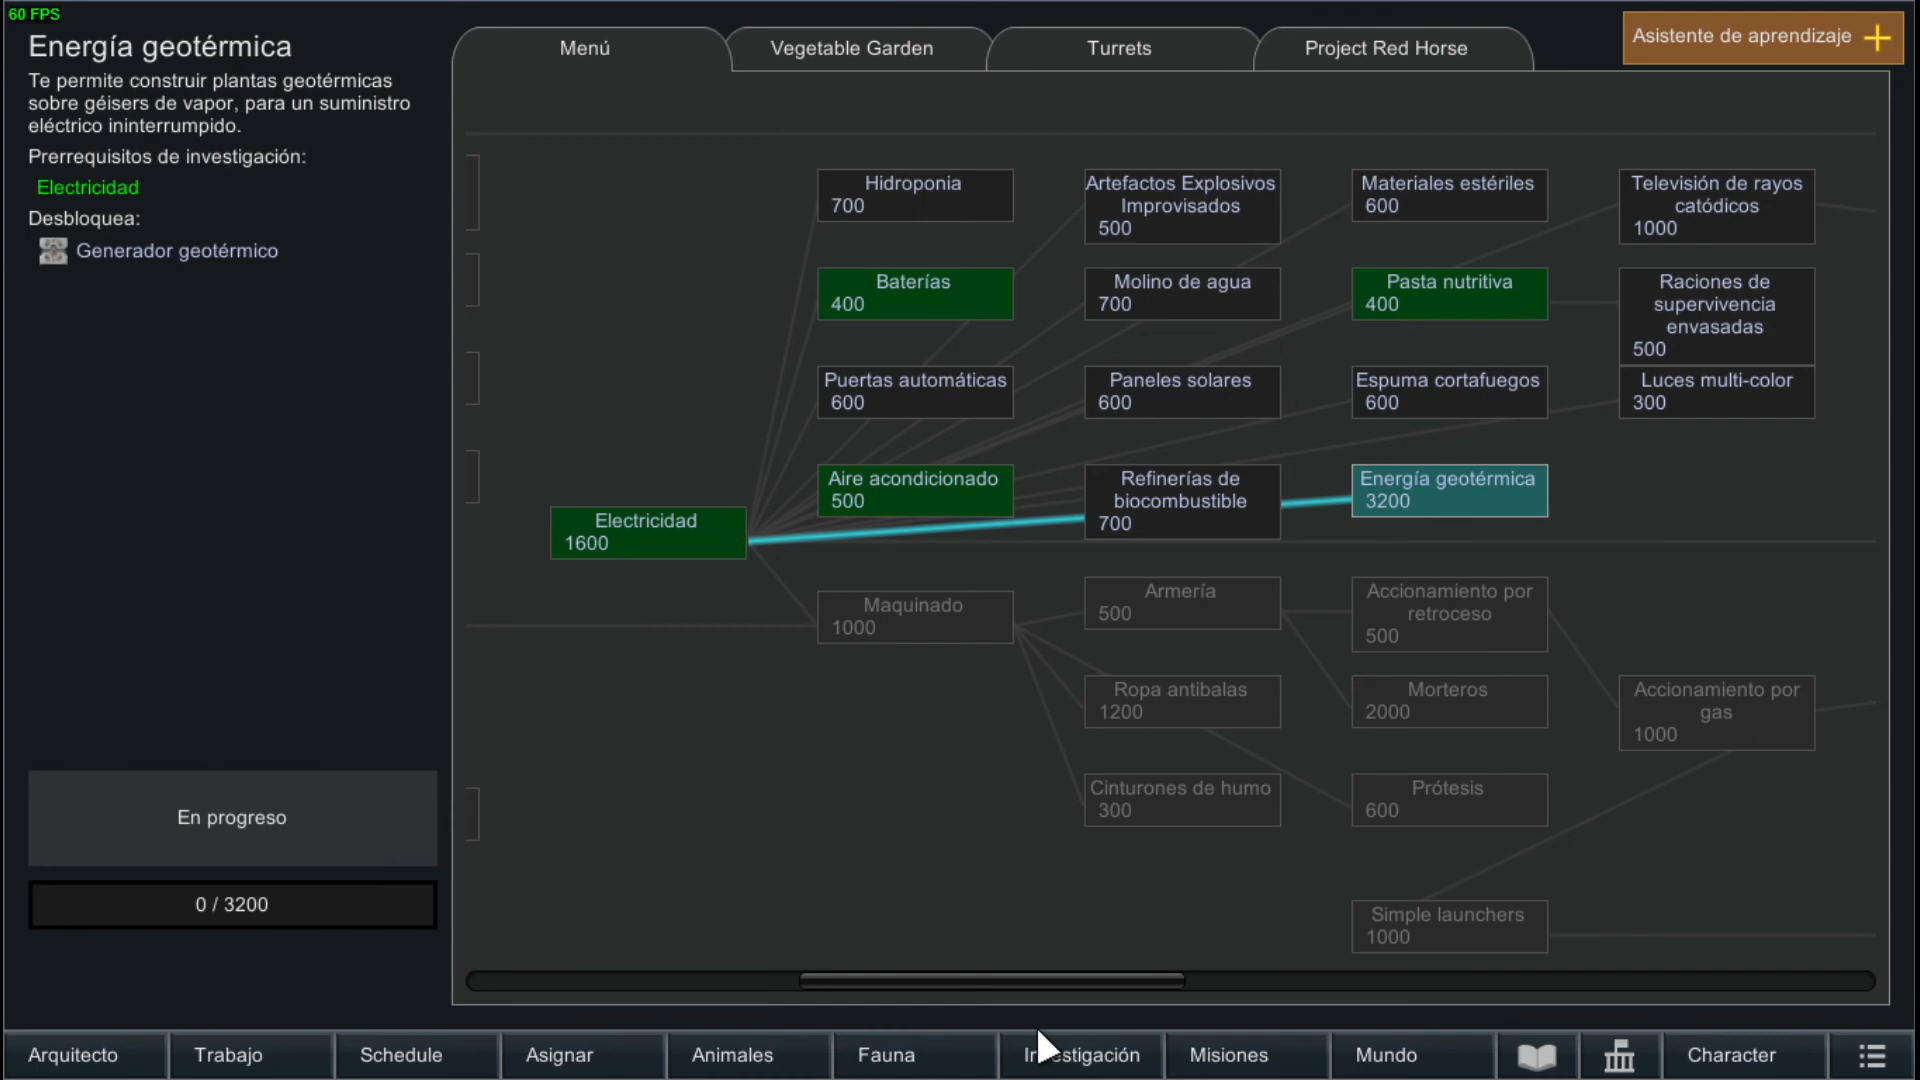 60 FPS
Energía geotérmica
Te permite construir plantas geotérmicas
sobre géisers de vapor, para un suministro
eléctrico ininterrumpido.
Prerrequisitos de investigación:
Electricidad
Desbloquea:
Generador geotérmico
En progreso
0 / 3200
Menú
Vegetable Garden
Turrets
Project Red Horse
Asistente de aprendizaje
Hidroponia
700
Artefactos Explosivos
Improvisados
500
Materiales estériles
600
Televisión de rayos
catódicos
1000
Baterías
400
Molino de agua
700
Pasta nutritiva
400
Raciones de
supervivencia
envasadas
500
Puertas automáticas
600
Paneles solares
600
Espuma cortafuegos
600
Luces multi-color
300
Aire acondicionado
500
Refinerías de
biocombustible
700
Energía geotérmica
3200
Electricidad
1600
Maquinado
1000
Armería
500
Accionamiento por
retroceso
500
Ropa antibalas
1200
Morteros
2000
Accionamiento por
gas
1000
Cinturones de humo
300
Prótesis
600
Simple launchers
1000
Arquitecto
Trabajo
Schedule
Asignar
Animales
Fauna
Investigación
Misiones
Mundo
Character